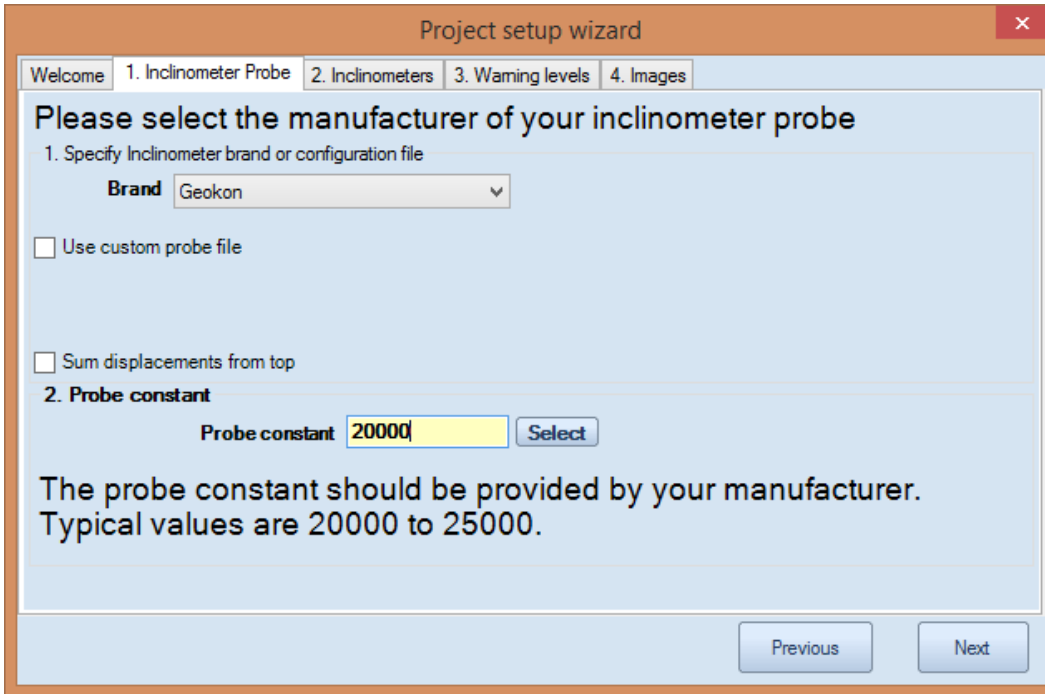 Project setup wizard
Welcome
1. Inclinometer Probe
2. Inclinometers
3. Warning levels
4. Images
Please select the manufacturer of your inclinometer probe
1. Specify Inclinometer brand or configuration file
Brand Geokon
Use custom probe file
Sum displacements from top
2. Probe constant
Probe constant 20000 Select
The probe constant should be provided by your manufacturer.
Typical values are 20000 to 25000.
Previous Next